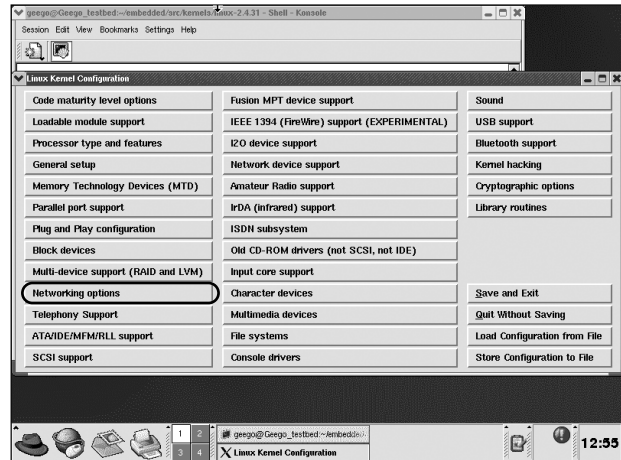 geego@Geego_testbed:~/embedded/src/kernels/linux-2.4.31 - Shell - Konsole
Session Edit View Bookmarks Settings Help
Linux Kernel Configuration
Code maturity level options
Loadable module support
Processor type and features
General setup
Memory Technology Devices (MTD)
Parallel port support
Plug and Play configuration
Block devices
Multi-device support (RAID and LVM)
Networking options
Telephony Support
ATA/IDE/MFM/RLL support
SCSI support
Fusion MPT device support
IEEE 1394 (FireWire) support (EXPERIMENTAL)
I2O device support
Network device support
Amateur Radio support
IrDA (infrared) support
ISDN subsystem
Old CD-ROM drivers (not SCSI, not IDE)
Input core support
Character devices
Multimedia devices
File systems
Console drivers
Sound
USB support
Bluetooth support
Kernel hacking
Cryptographic options
Library routines
Save and Exit
Quit Without Saving
Load Configuration from File
Store Configuration to File
1 2
3 4
geego@Geego_testbed:~/embedded/
X Linux Kernel Configuration
12:55